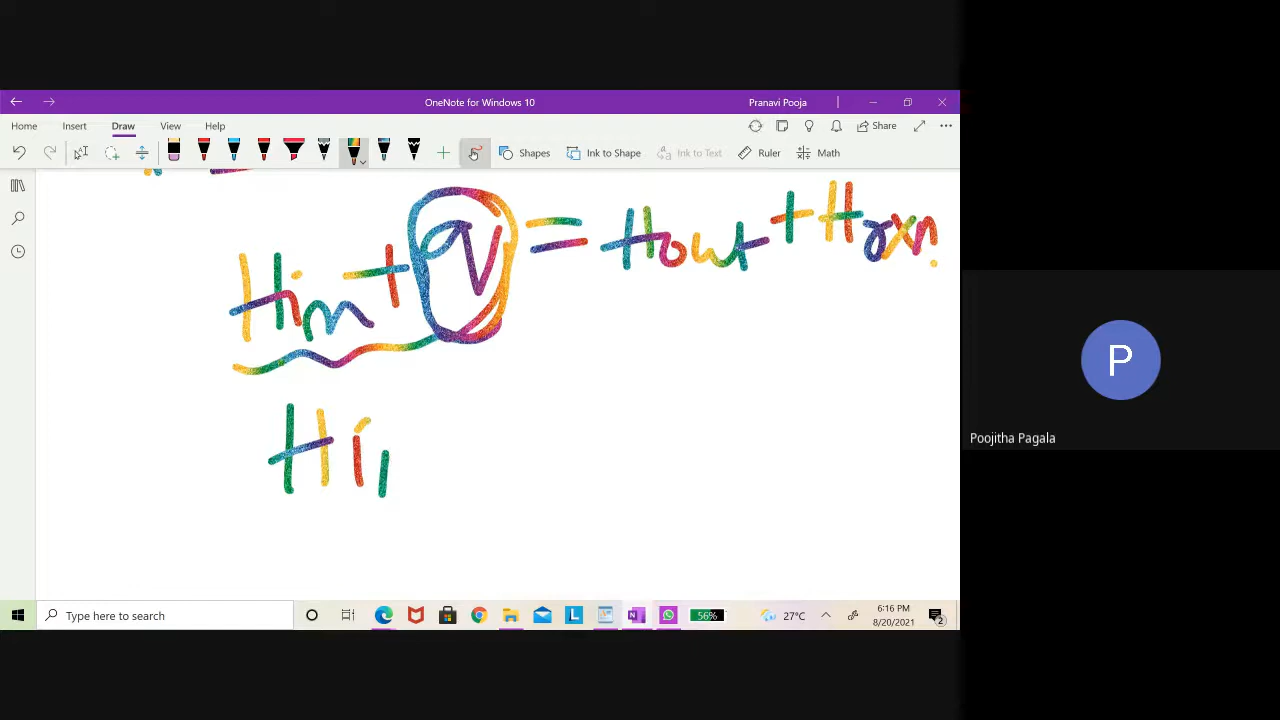 OneNote for Windows 10
Pranavi Pooja
Home Insert Draw View Help
Share
Shapes Ink to Shape Ink to Text Ruler Math
Hin + Q = Hout + Hrxn.
Hi,
P
Poojitha Pagala
Type here to search
56%
27°C
6:16 PM
8/20/2021
2